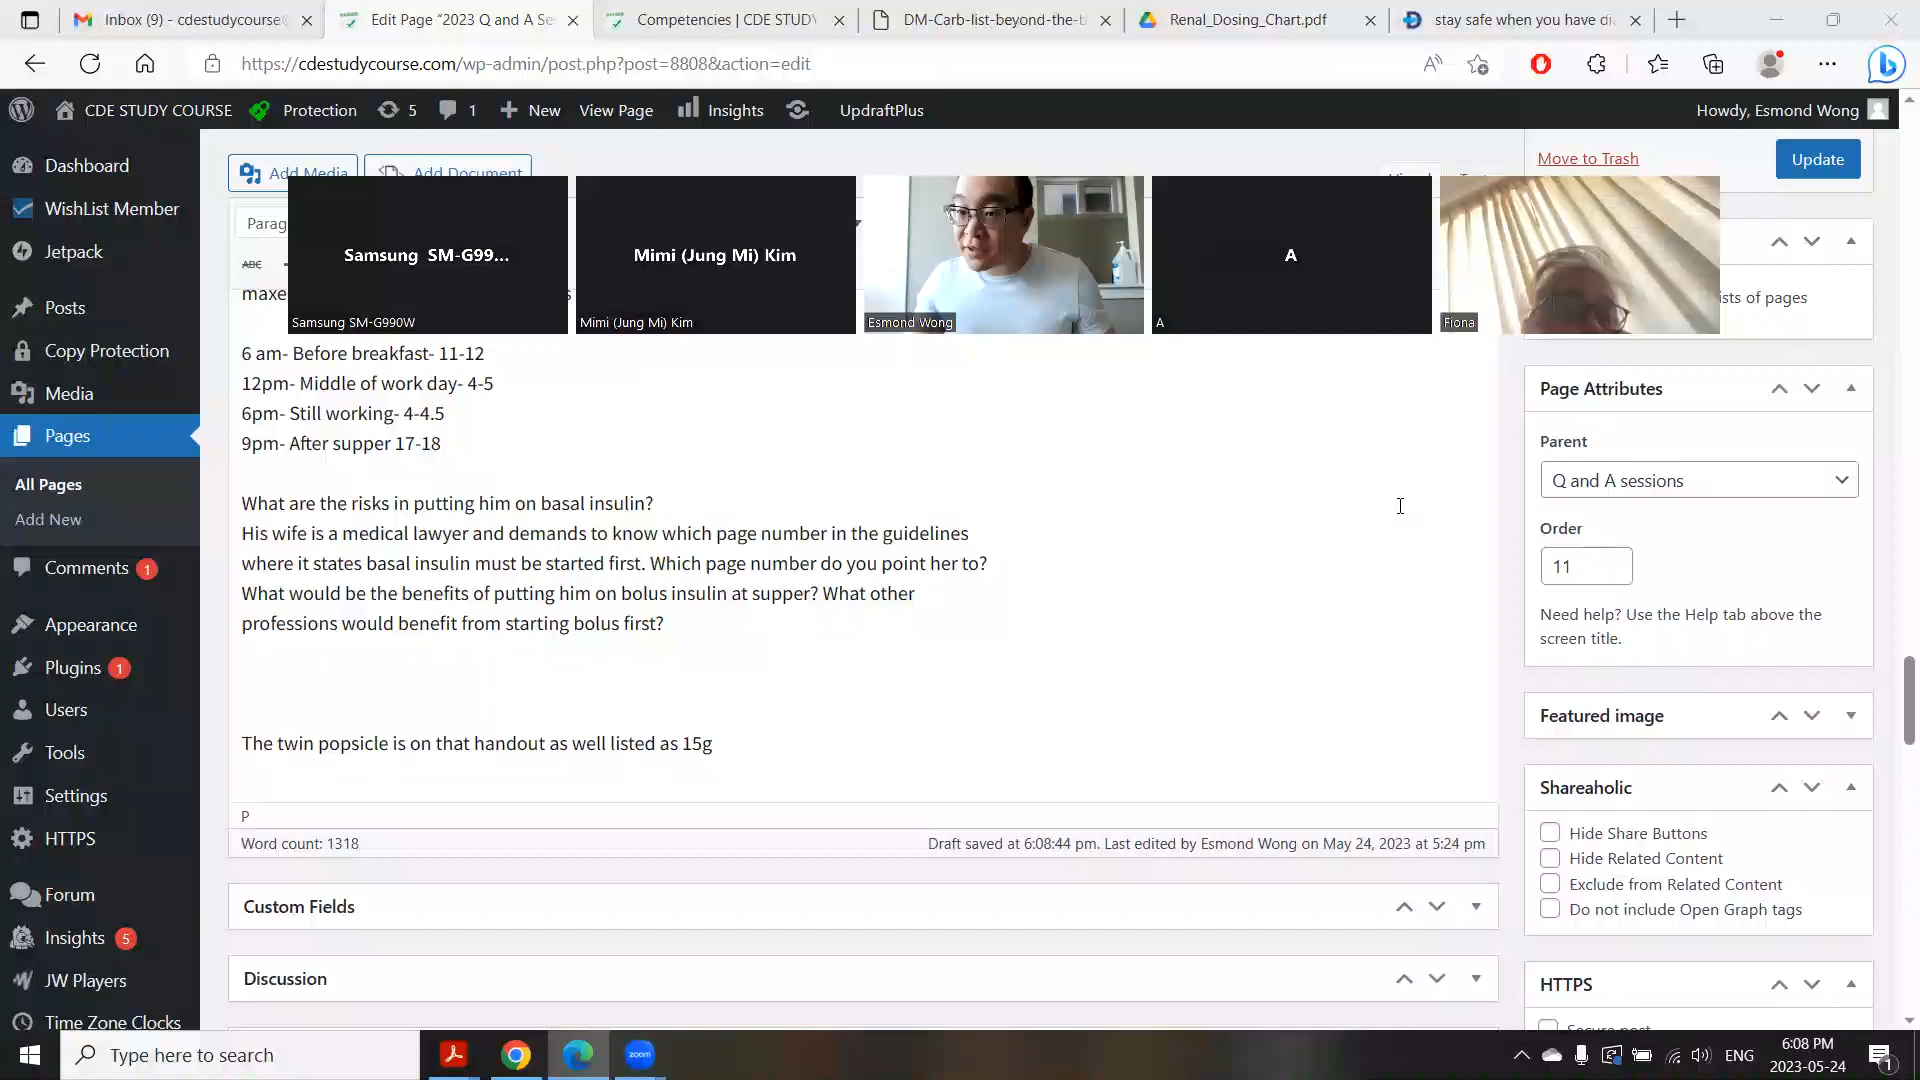 Inbox (9) - cdestudycourse@
Edit Page “2023 Q and A Se
Competencies | CDE STUDY
DM-Carb-list-beyond-the-b
Renal_Dosing_Chart.pdf
stay safe when you have di
https://cdestudycourse.com/wp-admin/post.php?post=8808&action=edit
CDE STUDY COURSE
Protection
5
1
New
View Page
Insights
UpdraftPlus
Howdy, Esmond Wong
Dashboard
WishList Member
Jetpack
Posts
Copy Protection
Media
Pages
All Pages
Add New
Comments 1
Appearance
Plugins 1
Users
Tools
Settings
HTTPS
Forum
Insights 5
JW Players
Time Zone Clocks
Add Media
Add Document
Parag
ABC
maxe
s
Samsung SM-G99...
Samsung SM-G990W
Mimi (Jung Mi) Kim
Mimi (Jung Mi) Kim
Esmond Wong
A
A
Fiona
6 am- Before breakfast- 11-12
12pm- Middle of work day- 4-5
6pm- Still working- 4-4.5
9pm- After supper 17-18
What are the risks in putting him on basal insulin?
His wife is a medical lawyer and demands to know which page number in the guidelines
where it states basal insulin must be started first. Which page number do you point her to?
What would be the benefits of putting him on bolus insulin at supper? What other
professions would benefit from starting bolus first?
The twin popsicle is on that handout as well listed as 15g
P
Word count: 1318
Draft saved at 6:08:44 pm. Last edited by Esmond Wong on May 24, 2023 at 5:24 pm
Custom Fields
Discussion
Move to Trash
Update
ists of pages
Page Attributes
Parent
Q and A sessions
Order
11
Need help? Use the Help tab above the
screen title.
Featured image
Shareaholic
Hide Share Buttons
Hide Related Content
Exclude from Related Content
Do not include Open Graph tags
HTTPS
Type here to search
zoom
ENG
6:08 PM
2023-05-24
1